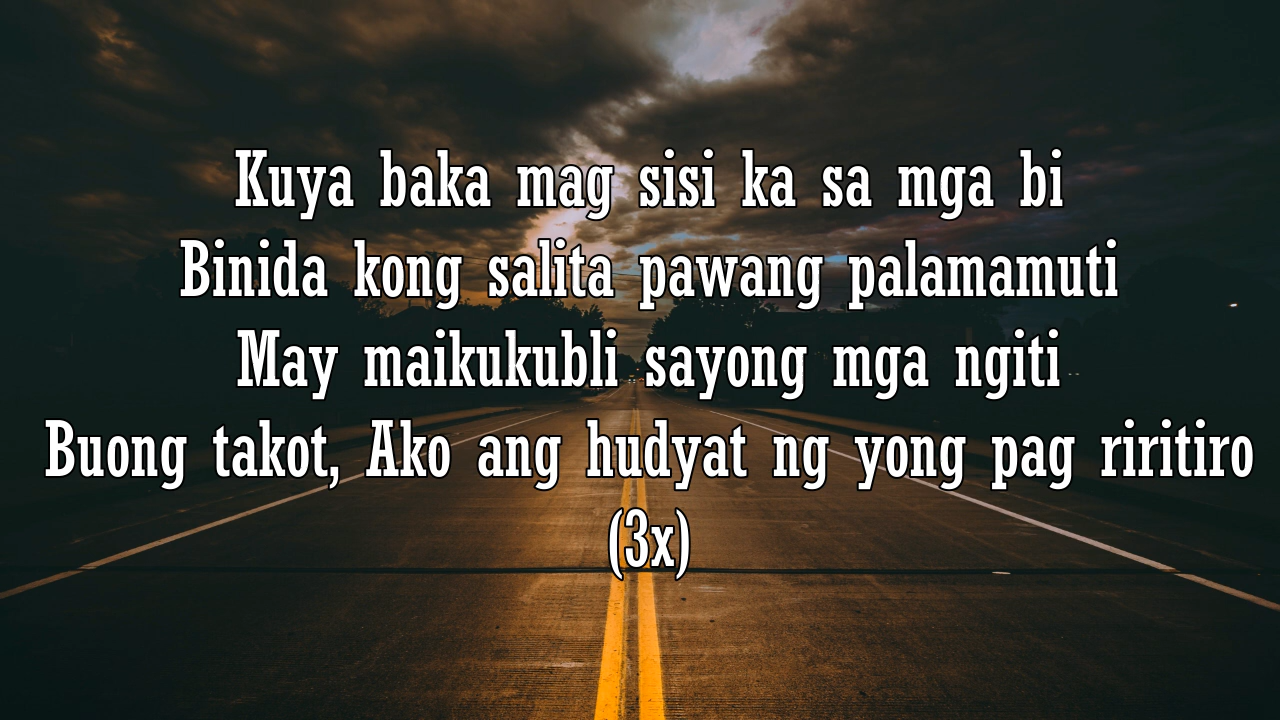 Kuya baka mag sisi ka sa mga bi
Binida kong salita pawang palamamuti
May maikukubli sayong mga ngiti
Buong takot, Ako ang hudyat ng yong pag riritiro
(3x)